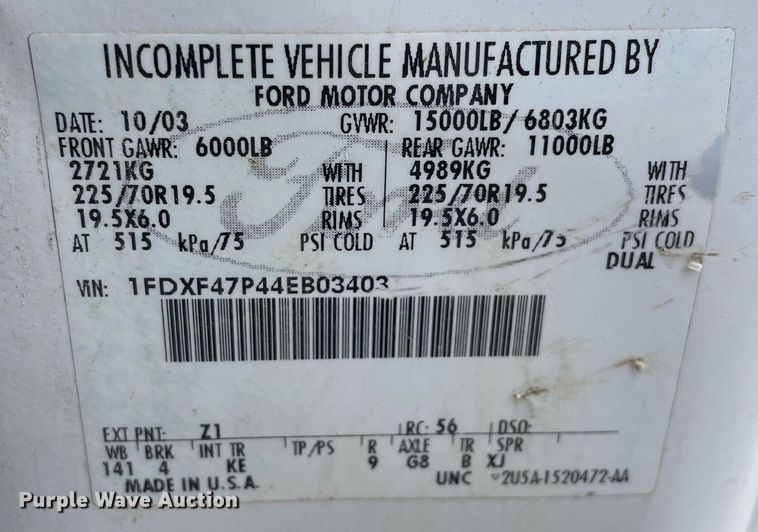 INCOMPLETE VEHICLE MANUFACTURED BY
FORD MOTOR COMPANY
DATE: 10/03 GVWR: 15000LB/ 6803KG
FRONT GAWR: 6000LB REAR GAWR: 11000LB
2721KG WITH 4989KG WITH
225/70R19.5 TIRES 225/70R19.5 TIRES
19.5X6.0 RIMS 19.5X6.0 RIMS
AT 515 kPa/75 PSI COLD AT 515 kPa/75 PSI COLD
DUAL
VIN: 1FDXF47P44EB03403
EXT PNT: Z1 RC: 56 DSO:
WB BRK INT TR TP/PS R AXLE TR SPR
141 4 KE 9 G8 B XJ
MADE IN U.S.A. UNC 2U5A-1520472-AA
Ford
Purple Wave Auction